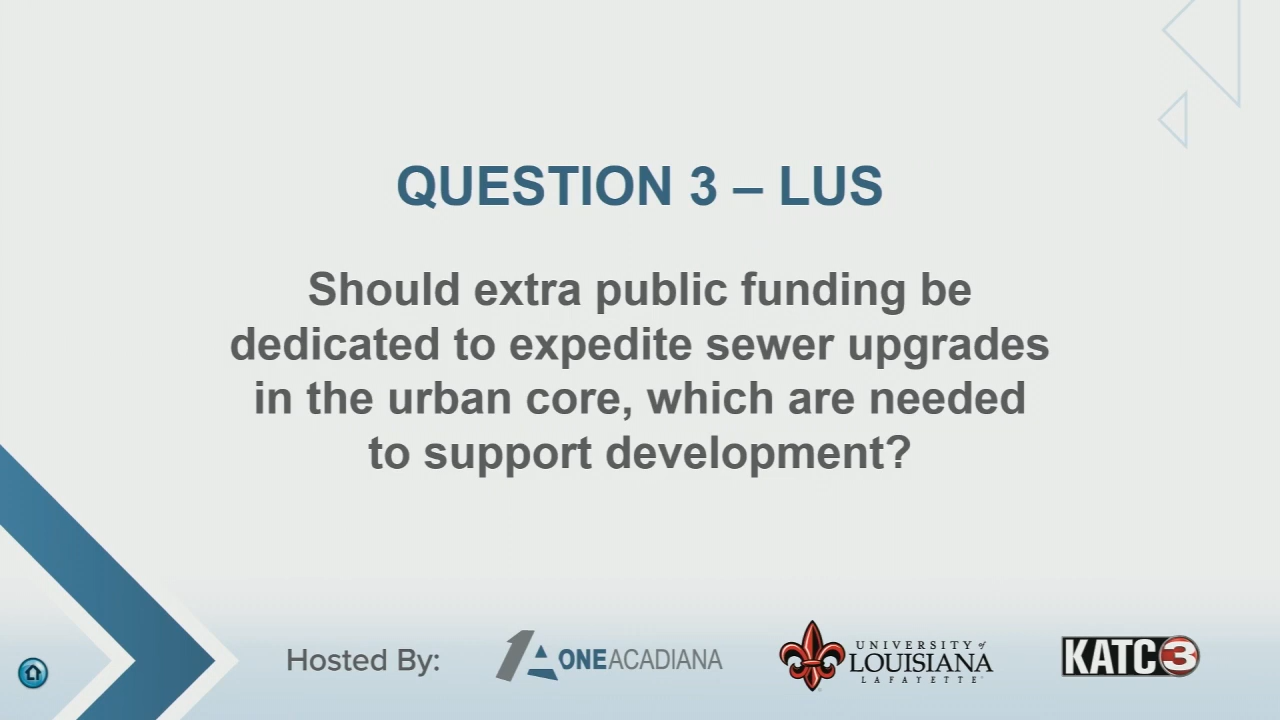 QUESTION 3 – LUS
Should extra public funding be
dedicated to expedite sewer upgrades
in the urban core, which are needed
to support development?
Hosted By:
1A ONEACADIANA
UNIVERSITY of
LOUISIANA
LAFAYETTE
KATC3